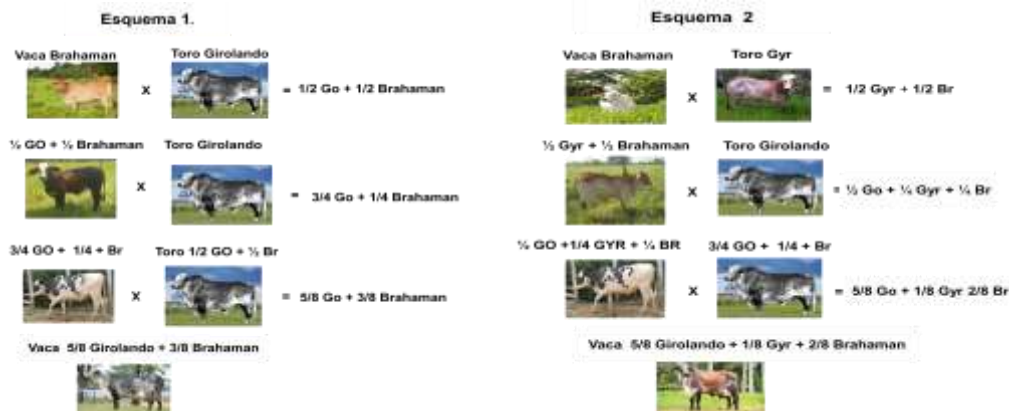 Esquema 1.
Vaca Brahaman Toro Girolando
X = 1/2 Go + 1/2 Brahaman
½ GO + ½ Brahaman Toro Girolando
X = 3/4 Go + 1/4 Brahaman
3/4 GO + 1/4 + Br Toro 1/2 GO + ½ Br
X = 5/8 Go + 3/8 Brahaman
Vaca 5/8 Girolando + 3/8 Brahaman
Esquema 2
Vaca Brahaman Toro Gyr
X = 1/2 Gyr + 1/2 Br
½ Gyr + ½ Brahaman Toro Girolando
X = ½ Go + ¼ Gyr + ¼ Br
½ GO +1/4 GYR + ¼ BR 3/4 GO + 1/4 + Br
X = 5/8 Go + 1/8 Gyr 2/8 Br
Vaca 5/8 Girolando + 1/8 Gyr + 2/8 Brahaman